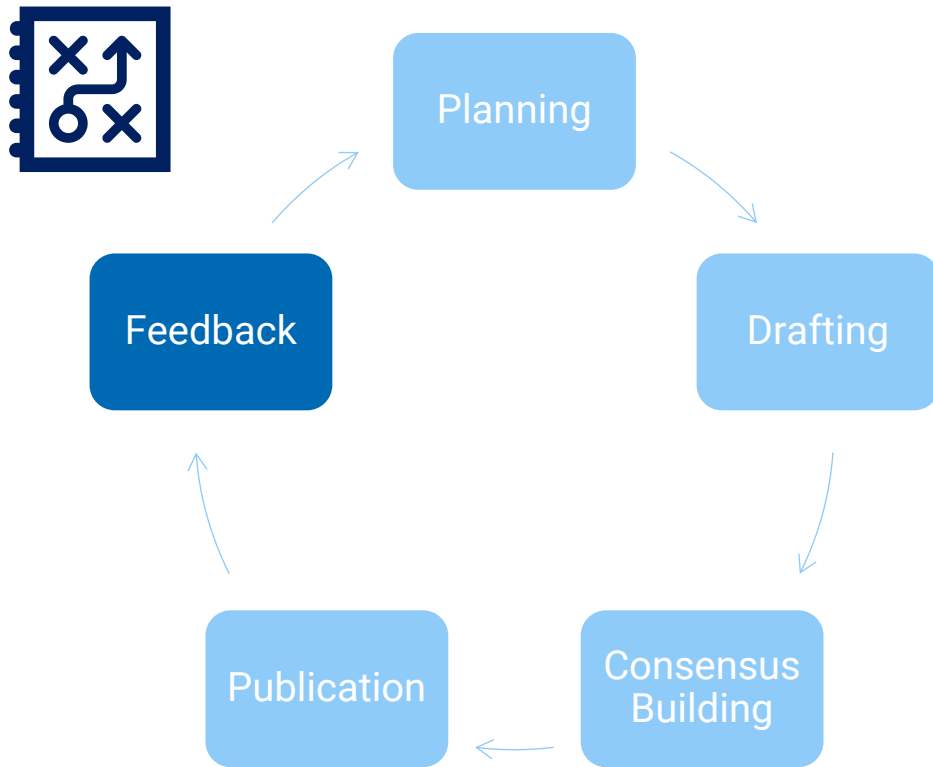 Planning
Feedback
Drafting
Publication
Consensus
Building